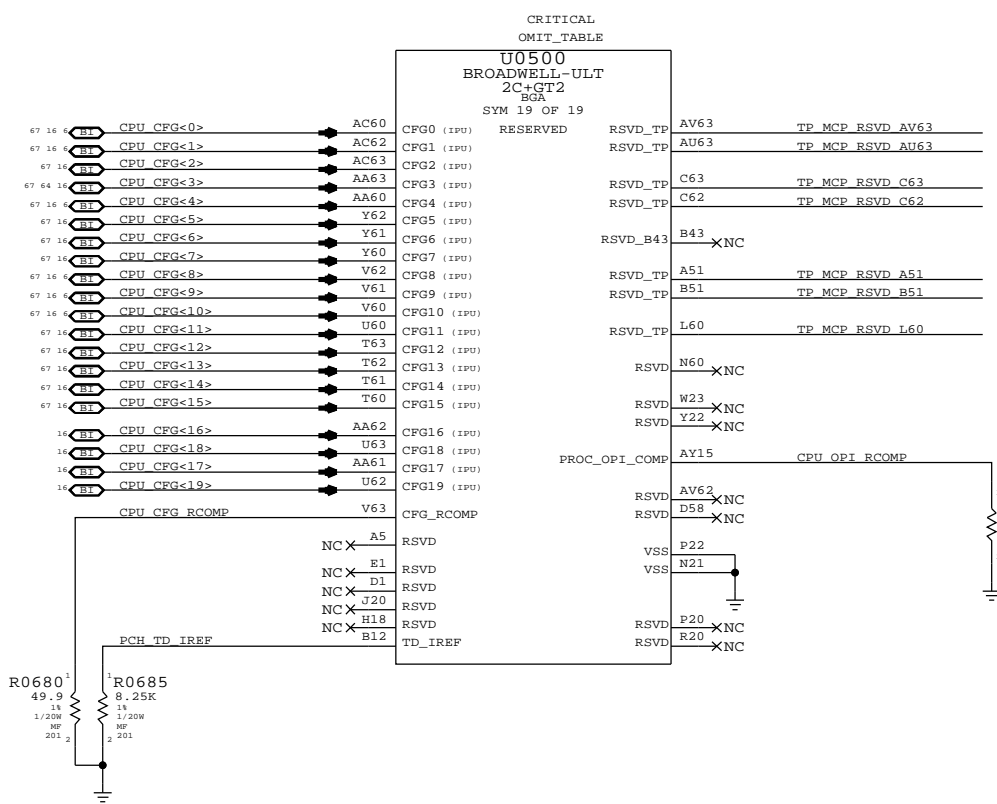 CRITICAL
OMIT_TABLE
U0500
BROADWELL-ULT
2C+GT2
BGA
SYM 19 OF 19
RESERVED
67 16 6 BI CPU_CFG<0> AC60 CFG0 (IPU)
67 16 6 BI CPU_CFG<1> AC62 CFG1 (IPU)
67 16 BI CPU_CFG<2> AC63 CFG2 (IPU)
67 64 16 BI CPU_CFG<3> AA63 CFG3 (IPU)
67 16 6 BI CPU_CFG<4> AA60 CFG4 (IPU)
67 16 BI CPU_CFG<5> Y62 CFG5 (IPU)
67 16 BI CPU_CFG<6> Y61 CFG6 (IPU)
67 16 BI CPU_CFG<7> Y60 CFG7 (IPU)
67 16 6 BI CPU_CFG<8> V62 CFG8 (IPU)
67 16 6 BI CPU_CFG<9> V61 CFG9 (IPU)
67 16 6 BI CPU_CFG<10> V60 CFG10 (IPU)
67 16 BI CPU_CFG<11> U60 CFG11 (IPU)
67 16 BI CPU_CFG<12> T63 CFG12 (IPU)
67 16 BI CPU_CFG<13> T62 CFG13 (IPU)
67 16 BI CPU_CFG<14> T61 CFG14 (IPU)
67 16 BI CPU_CFG<15> T60 CFG15 (IPU)
16 BI CPU_CFG<16> AA62 CFG16 (IPU)
16 BI CPU_CFG<18> U63 CFG18 (IPU)
16 BI CPU_CFG<17> AA61 CFG17 (IPU)
16 BI CPU_CFG<19> U62 CFG19 (IPU)
CPU_CFG_RCOMP V63 CFG_RCOMP
NC A5 RSVD
NC E1 RSVD
NC D1 RSVD
NC J20 RSVD
NC H18 RSVD
PCH_TD_IREF B12 TD_IREF
RSVD_TP AV63 TP_MCP_RSVD_AV63
RSVD_TP AU63 TP_MCP_RSVD_AU63
RSVD_TP C63 TP_MCP_RSVD_C63
RSVD_TP C62 TP_MCP_RSVD_C62
RSVD_B43 B43 NC
RSVD_TP A51 TP_MCP_RSVD_A51
RSVD_TP B51 TP_MCP_RSVD_B51
RSVD_TP L60 TP_MCP_RSVD_L60
RSVD N60 NC
RSVD W23 NC
RSVD Y22 NC
PROC_OPI_COMP AY15 CPU_OPI_RCOMP
RSVD AV62 NC
RSVD D58 NC
VSS P22
VSS N21
RSVD P20 NC
RSVD R20 NC
R0680 1
49.9
1%
1/20W
MF
201 2
1 R0685
8.25K
1%
1/20W
MF
2 201